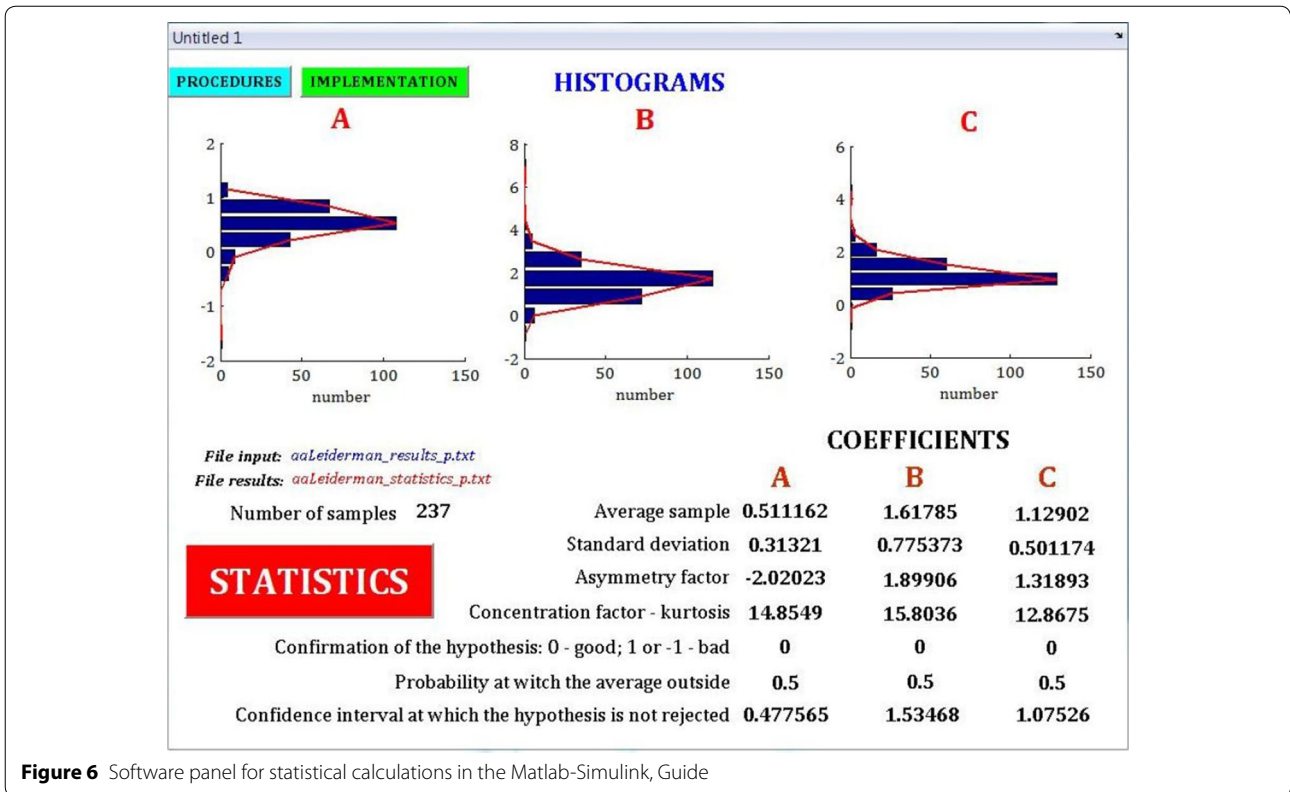 Untitled 1
PROCEDURES IMPLEMENTATION HISTOGRAMS
A
2
1
0
-1
-2
0 50 100 150
number
B
8
6
4
2
0
-2
0 50 100 150
number
C
6
4
2
0
-2
0 50 100 150
number
File input: aaLeiderman_results_p.txt
File results: aaLeiderman_statistics_p.txt
Number of samples 237
STATISTICS
COEFFICIENTS
A B C
Average sample 0.511162 1.61785 1.12902
Standard deviation 0.31321 0.775373 0.501174
Asymmetry factor -2.02023 1.89906 1.31893
Concentration factor - kurtosis 14.8549 15.8036 12.8675
Confirmation of the hypothesis: 0 - good; 1 or -1 - bad 0 0 0
Probability at witch the average outside 0.5 0.5 0.5
Confidence interval at which the hypothesis is not rejected 0.477565 1.53468 1.07526
Figure 6 Software panel for statistical calculations in the Matlab-Simulink, Guide